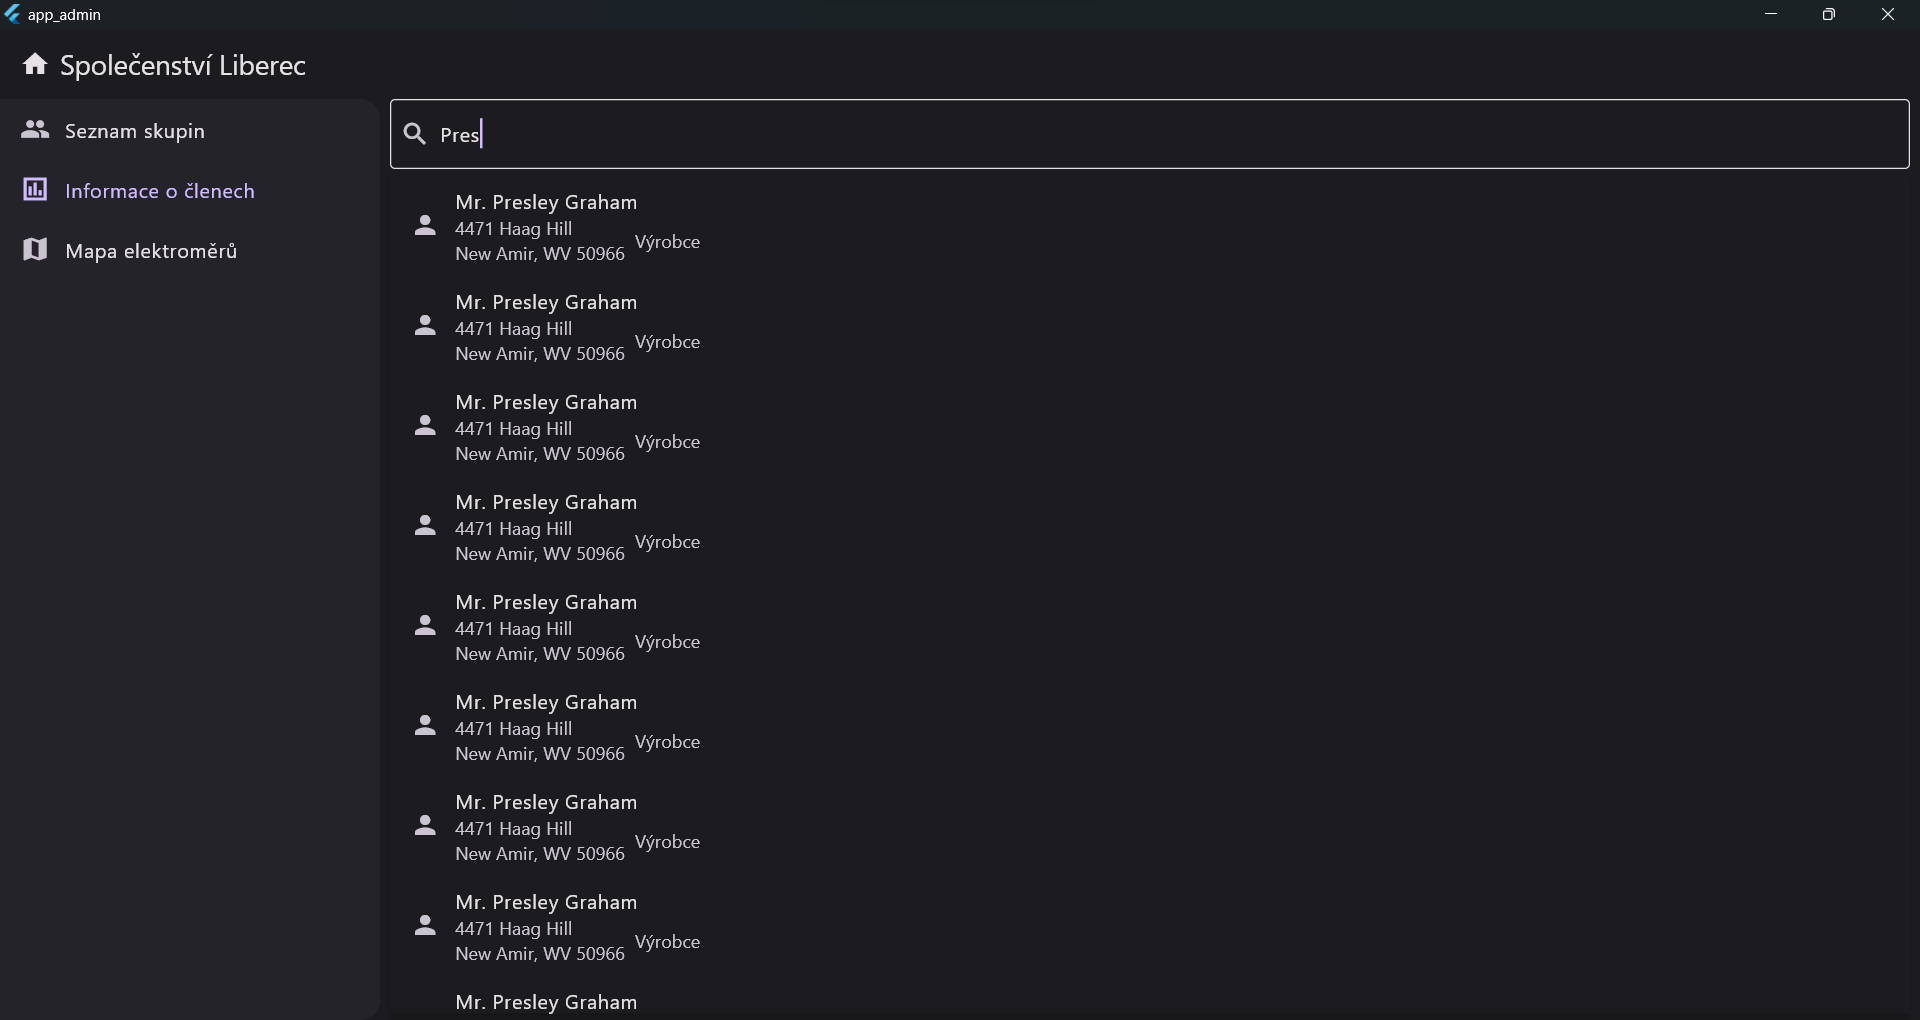 app_admin
Společenství Liberec
Seznam skupin
Informace o členech
Mapa elektroměrů
Pres
Mr. Presley Graham
4471 Haag Hill
New Amir, WV 50966
Výrobce
Mr. Presley Graham
4471 Haag Hill
New Amir, WV 50966
Výrobce
Mr. Presley Graham
4471 Haag Hill
New Amir, WV 50966
Výrobce
Mr. Presley Graham
4471 Haag Hill
New Amir, WV 50966
Výrobce
Mr. Presley Graham
4471 Haag Hill
New Amir, WV 50966
Výrobce
Mr. Presley Graham
4471 Haag Hill
New Amir, WV 50966
Výrobce
Mr. Presley Graham
4471 Haag Hill
New Amir, WV 50966
Výrobce
Mr. Presley Graham
4471 Haag Hill
New Amir, WV 50966
Výrobce
Mr. Presley Graham